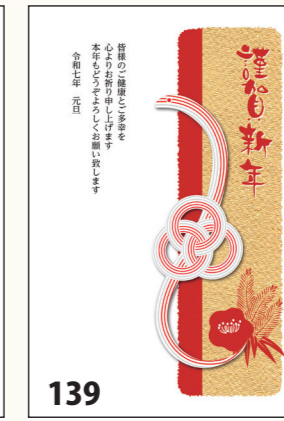 謹賀新年
皆様のご健康とご多幸を
心よりお祈り申し上げます
本年もどうぞよろしくお願い致します
令和七年 元旦
139